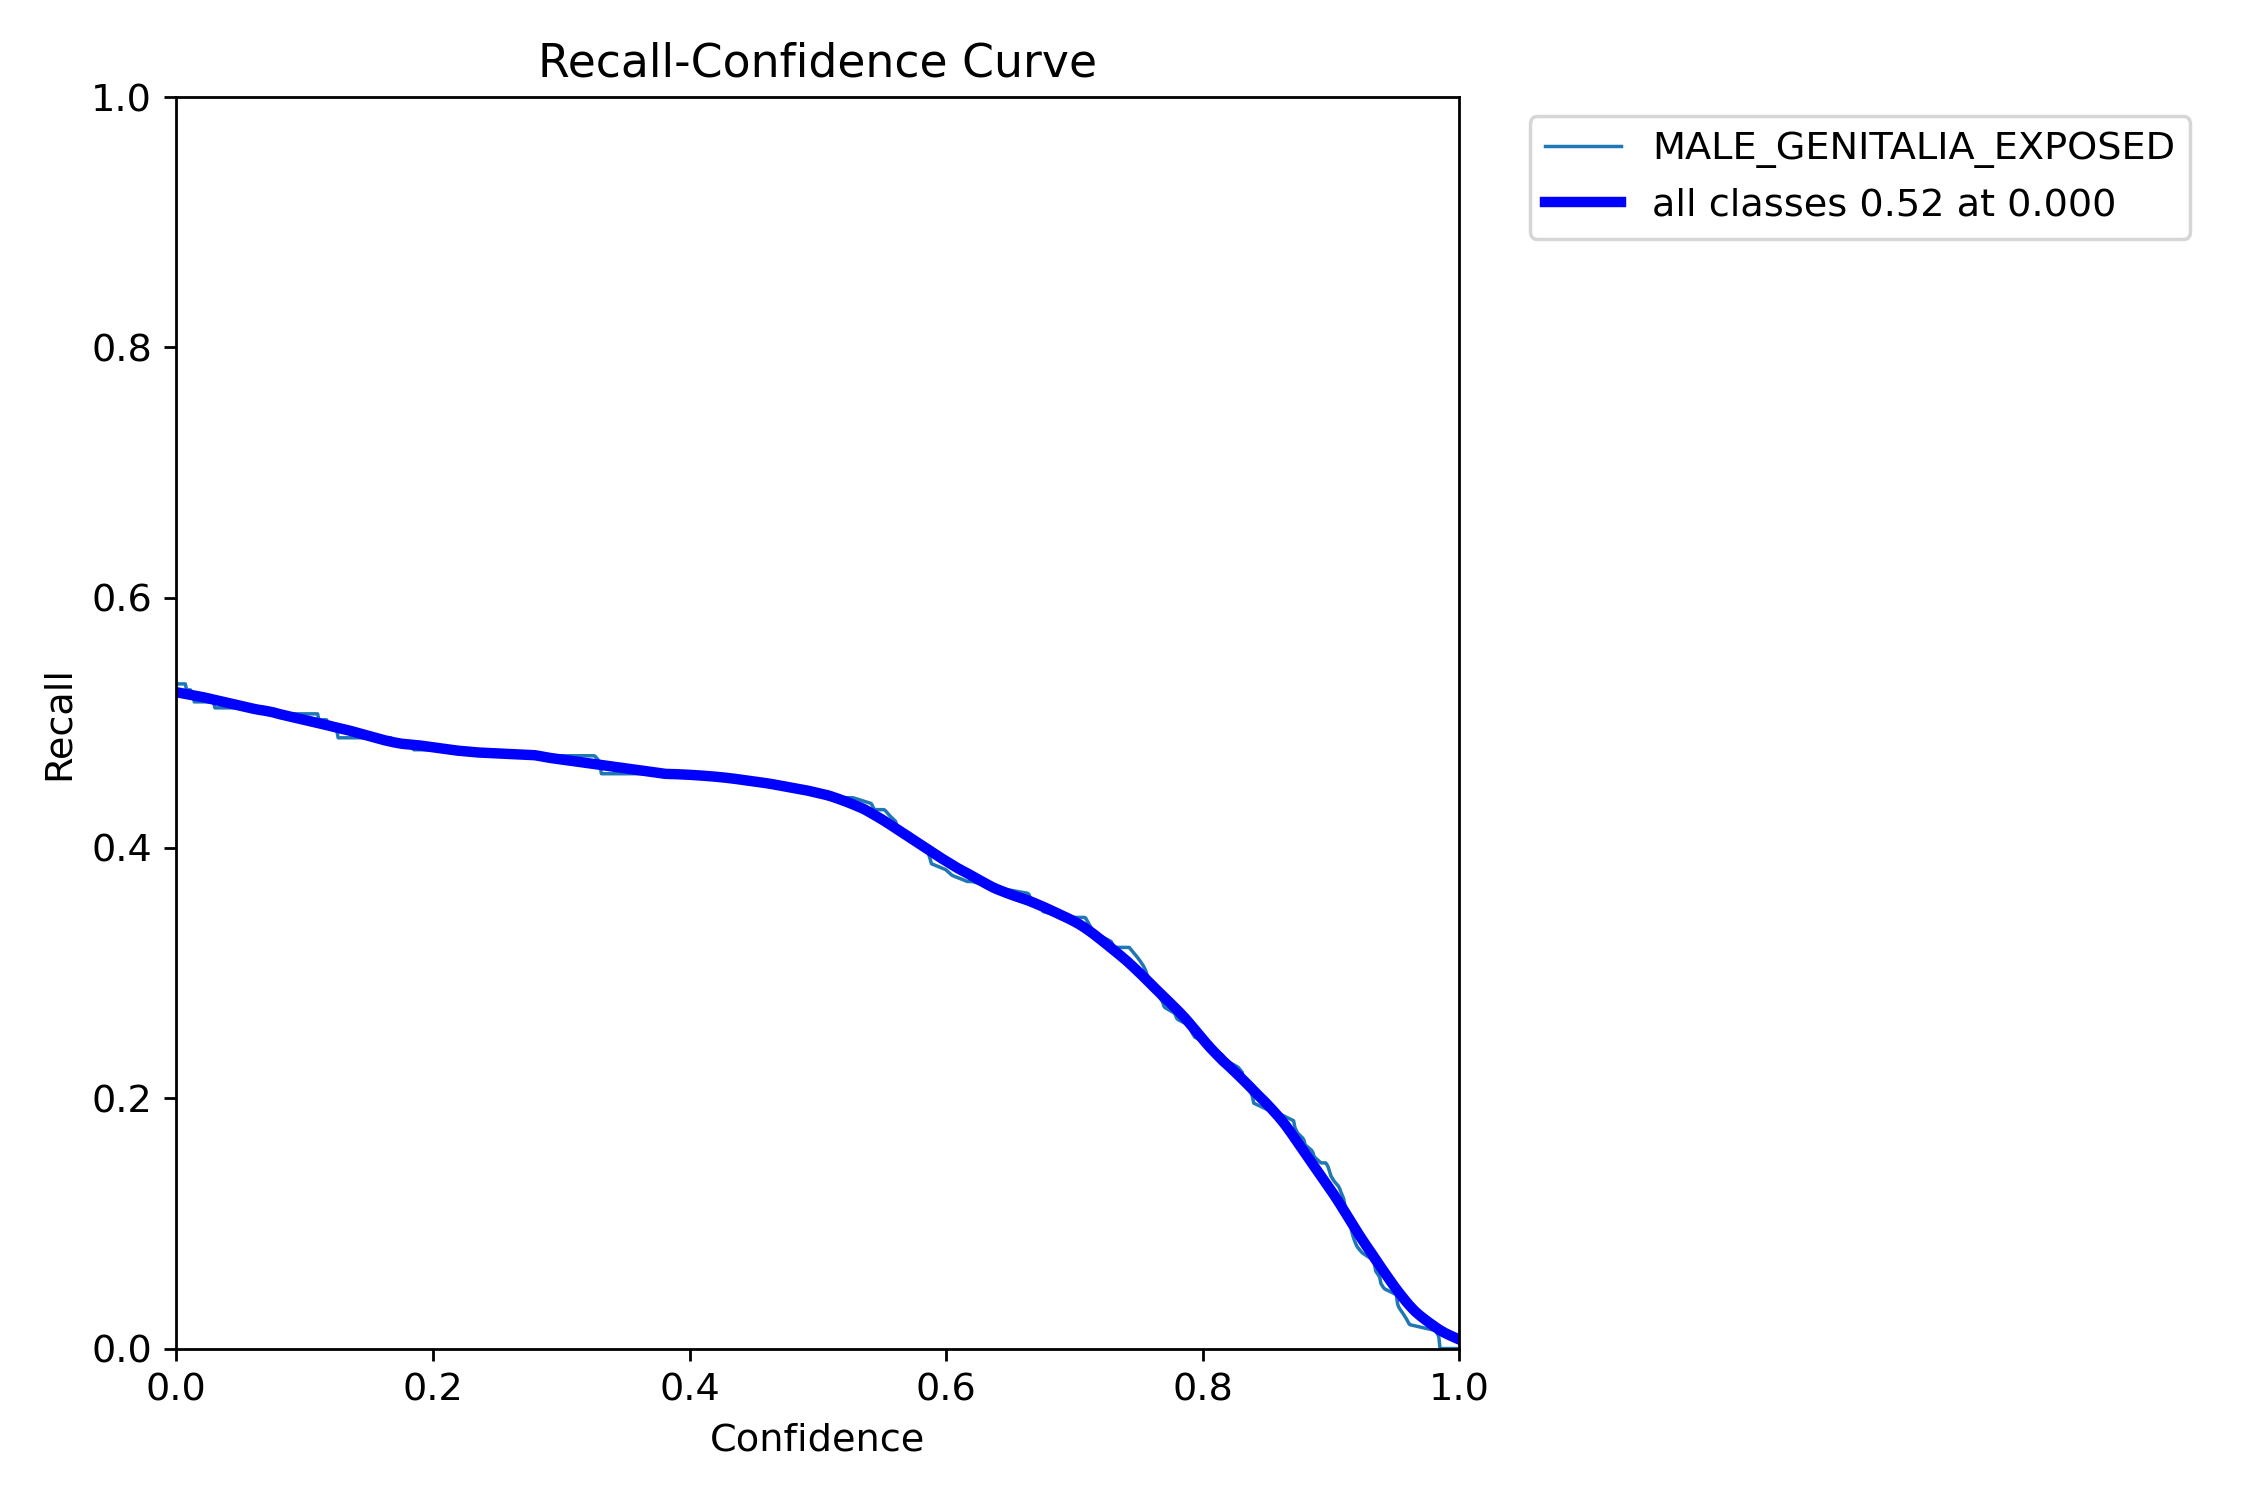 Recall-Confidence Curve
1.0
0.8
0.6
0.4
0.2
0.0
Recall
0.0 0.2 0.4 0.6 0.8 1.0
Confidence
MALE_GENITALIA_EXPOSED
all classes 0.52 at 0.000